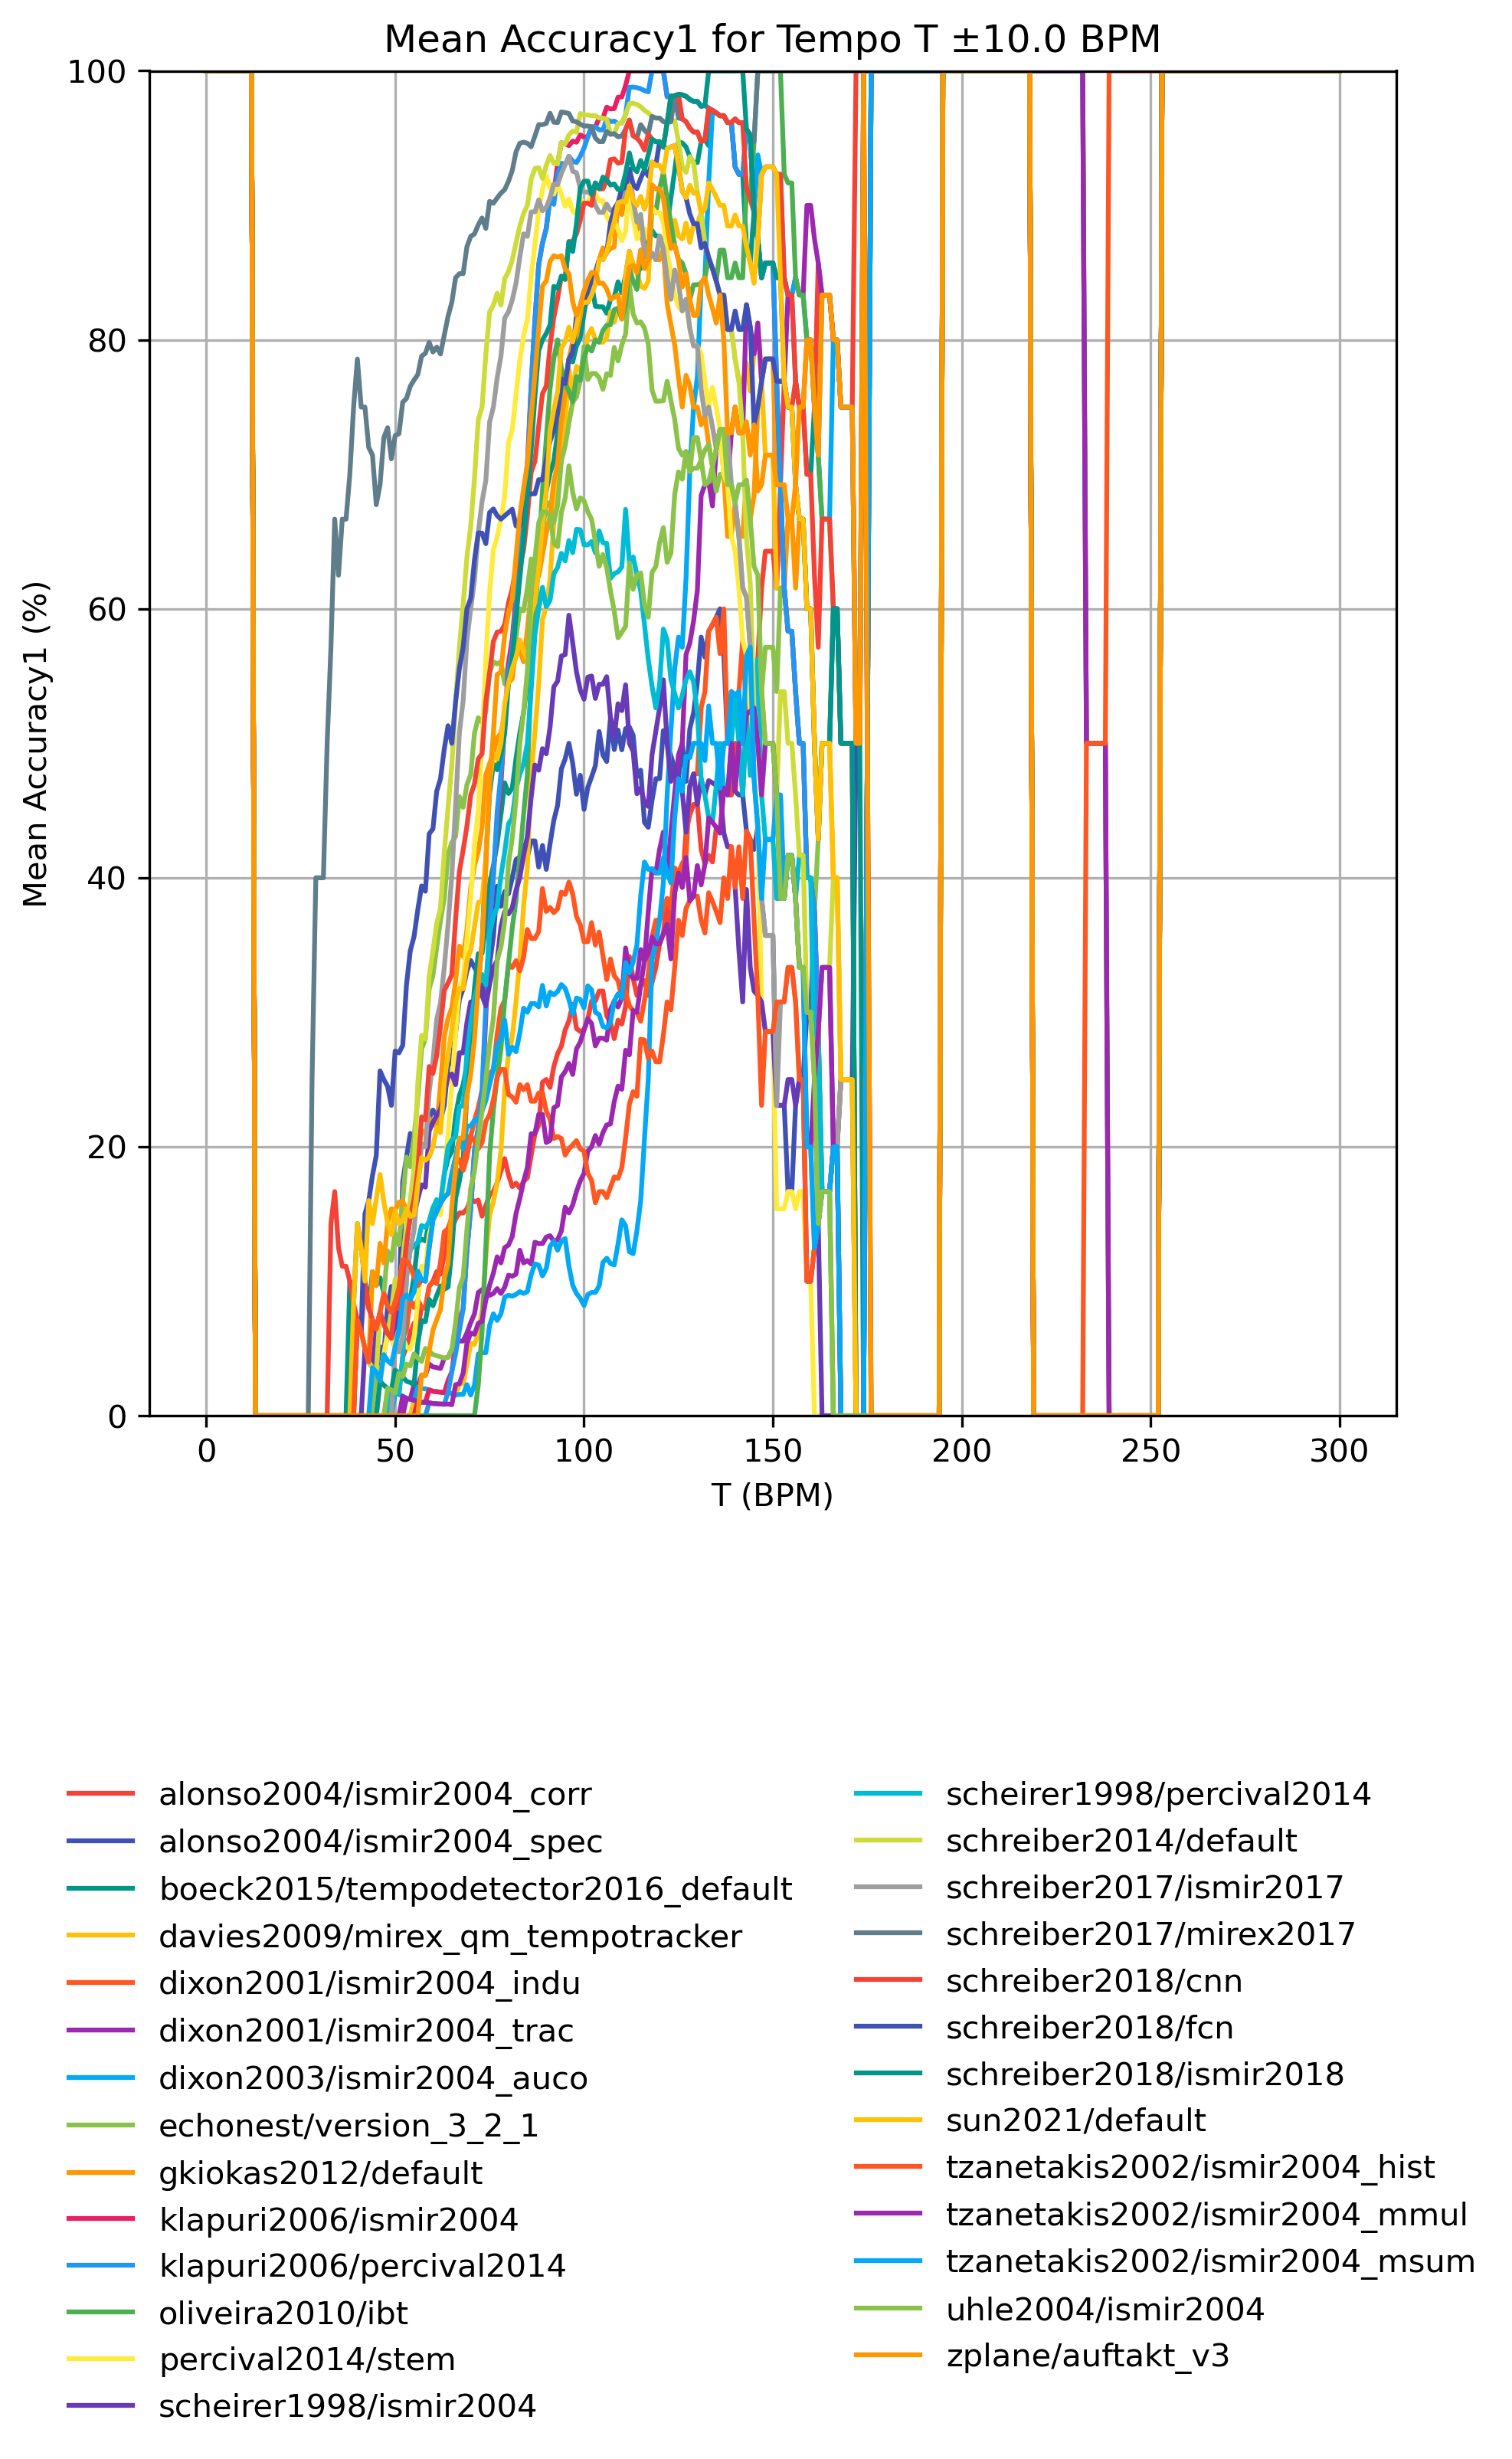 Mean Accuracy1 for Tempo T ±10.0 BPM
100
80
60
40
20
0
Mean Accuracy1 (%)
0 50 100 150 200 250 300
T (BPM)
alonso2004/ismir2004_corr
alonso2004/ismir2004_spec
boeck2015/tempodetector2016_default
davies2009/mirex_qm_tempotracker
dixon2001/ismir2004_indu
dixon2001/ismir2004_trac
dixon2003/ismir2004_auco
echonest/version_3_2_1
gkiokas2012/default
klapuri2006/ismir2004
klapuri2006/percival2014
oliveira2010/ibt
percival2014/stem
scheirer1998/ismir2004
scheirer1998/percival2014
schreiber2014/default
schreiber2017/ismir2017
schreiber2017/mirex2017
schreiber2018/cnn
schreiber2018/fcn
schreiber2018/ismir2018
sun2021/default
tzanetakis2002/ismir2004_hist
tzanetakis2002/ismir2004_mmul
tzanetakis2002/ismir2004_msum
uhle2004/ismir2004
zplane/auftakt_v3